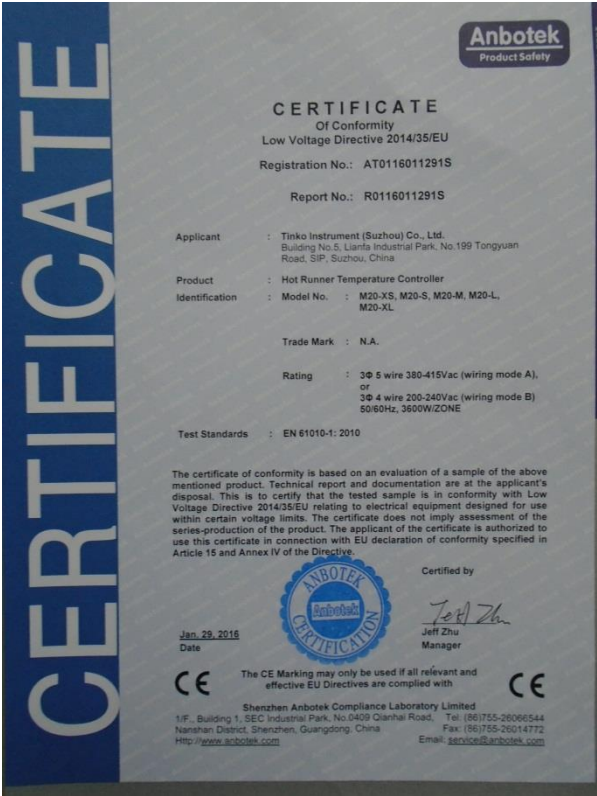 CERTIFICATE
Anbotek
Product Safety
CERTIFICATE
Of Conformity
Low Voltage Directive 2014/35/EU
Registration No.: AT0116011291S
Report No.: R0116011291S
Applicant : Tinko Instrument (Suzhou) Co., Ltd.
Building No.5, Lianfa Industrial Park, No.199 Tongyuan
Road, SIP, Suzhou, China
Product : Hot Runner Temperature Controller
Identification : Model No. : M20-XS, M20-S, M20-M, M20-L,
M20-XL
Trade Mark : N.A.
Rating : 3Φ 5 wire 380-415Vac (wiring mode A),
or
3Φ 4 wire 200-240Vac (wiring mode B)
50/60Hz, 3600W/ZONE
Test Standards : EN 61010-1: 2010
The certificate of conformity is based on an evaluation of a sample of the above
mentioned product. Technical report and documentation are at the applicant's
disposal. This is to certify that the tested sample is in conformity with Low
Voltage Directive 2014/35/EU relating to electrical equipment designed for use
within certain voltage limits. The certificate does not imply assessment of the
series-production of the product. The applicant of the certificate is authorized to
use this certificate in connection with EU declaration of conformity specified in
Article 15 and Annex IV of the Directive.
ANBOTEK
Anbotek
CERTIFICATION
Certified by
Jeff Zhu
Jeff Zhu
Manager
Jan. 29, 2016
Date
CE
The CE Marking may only be used if all relevant and
effective EU Directives are complied with
CE
Shenzhen Anbotek Compliance Laboratory Limited
1/F., Building 1, SEC Industrial Park, No.0409 Qianhai Road, Tel: (86)755-26066544
Nanshan District, Shenzhen, Guangdong, China Fax: (86)755-26014772
Http://www.anbotek.com Email: service@anbotek.com